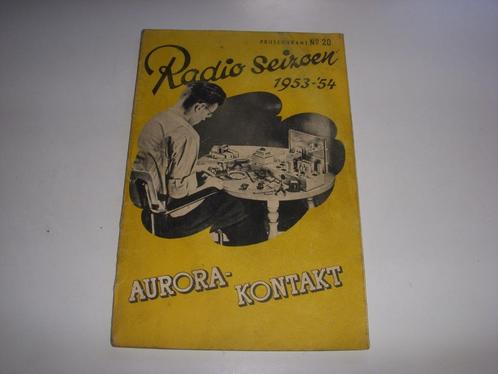 PRIJSCOURANT Nº 20
Radio Seizoen
1953-'54
AURORA-
KONTAKT